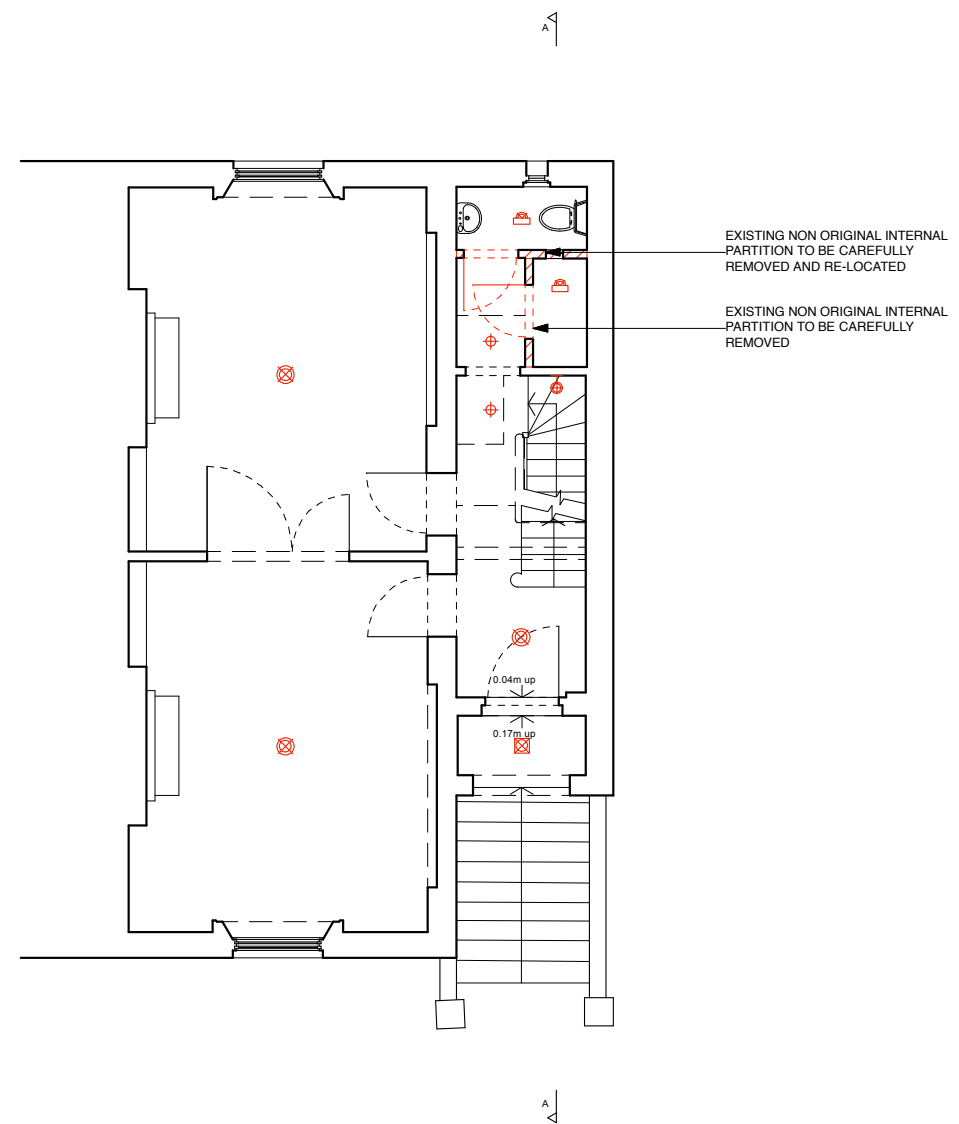 A
EXISTING NON ORIGINAL INTERNAL
PARTITION TO BE CAREFULLY
REMOVED AND RE-LOCATED
EXISTING NON ORIGINAL INTERNAL
PARTITION TO BE CAREFULLY
REMOVED
0.04m up
0.17m up
A